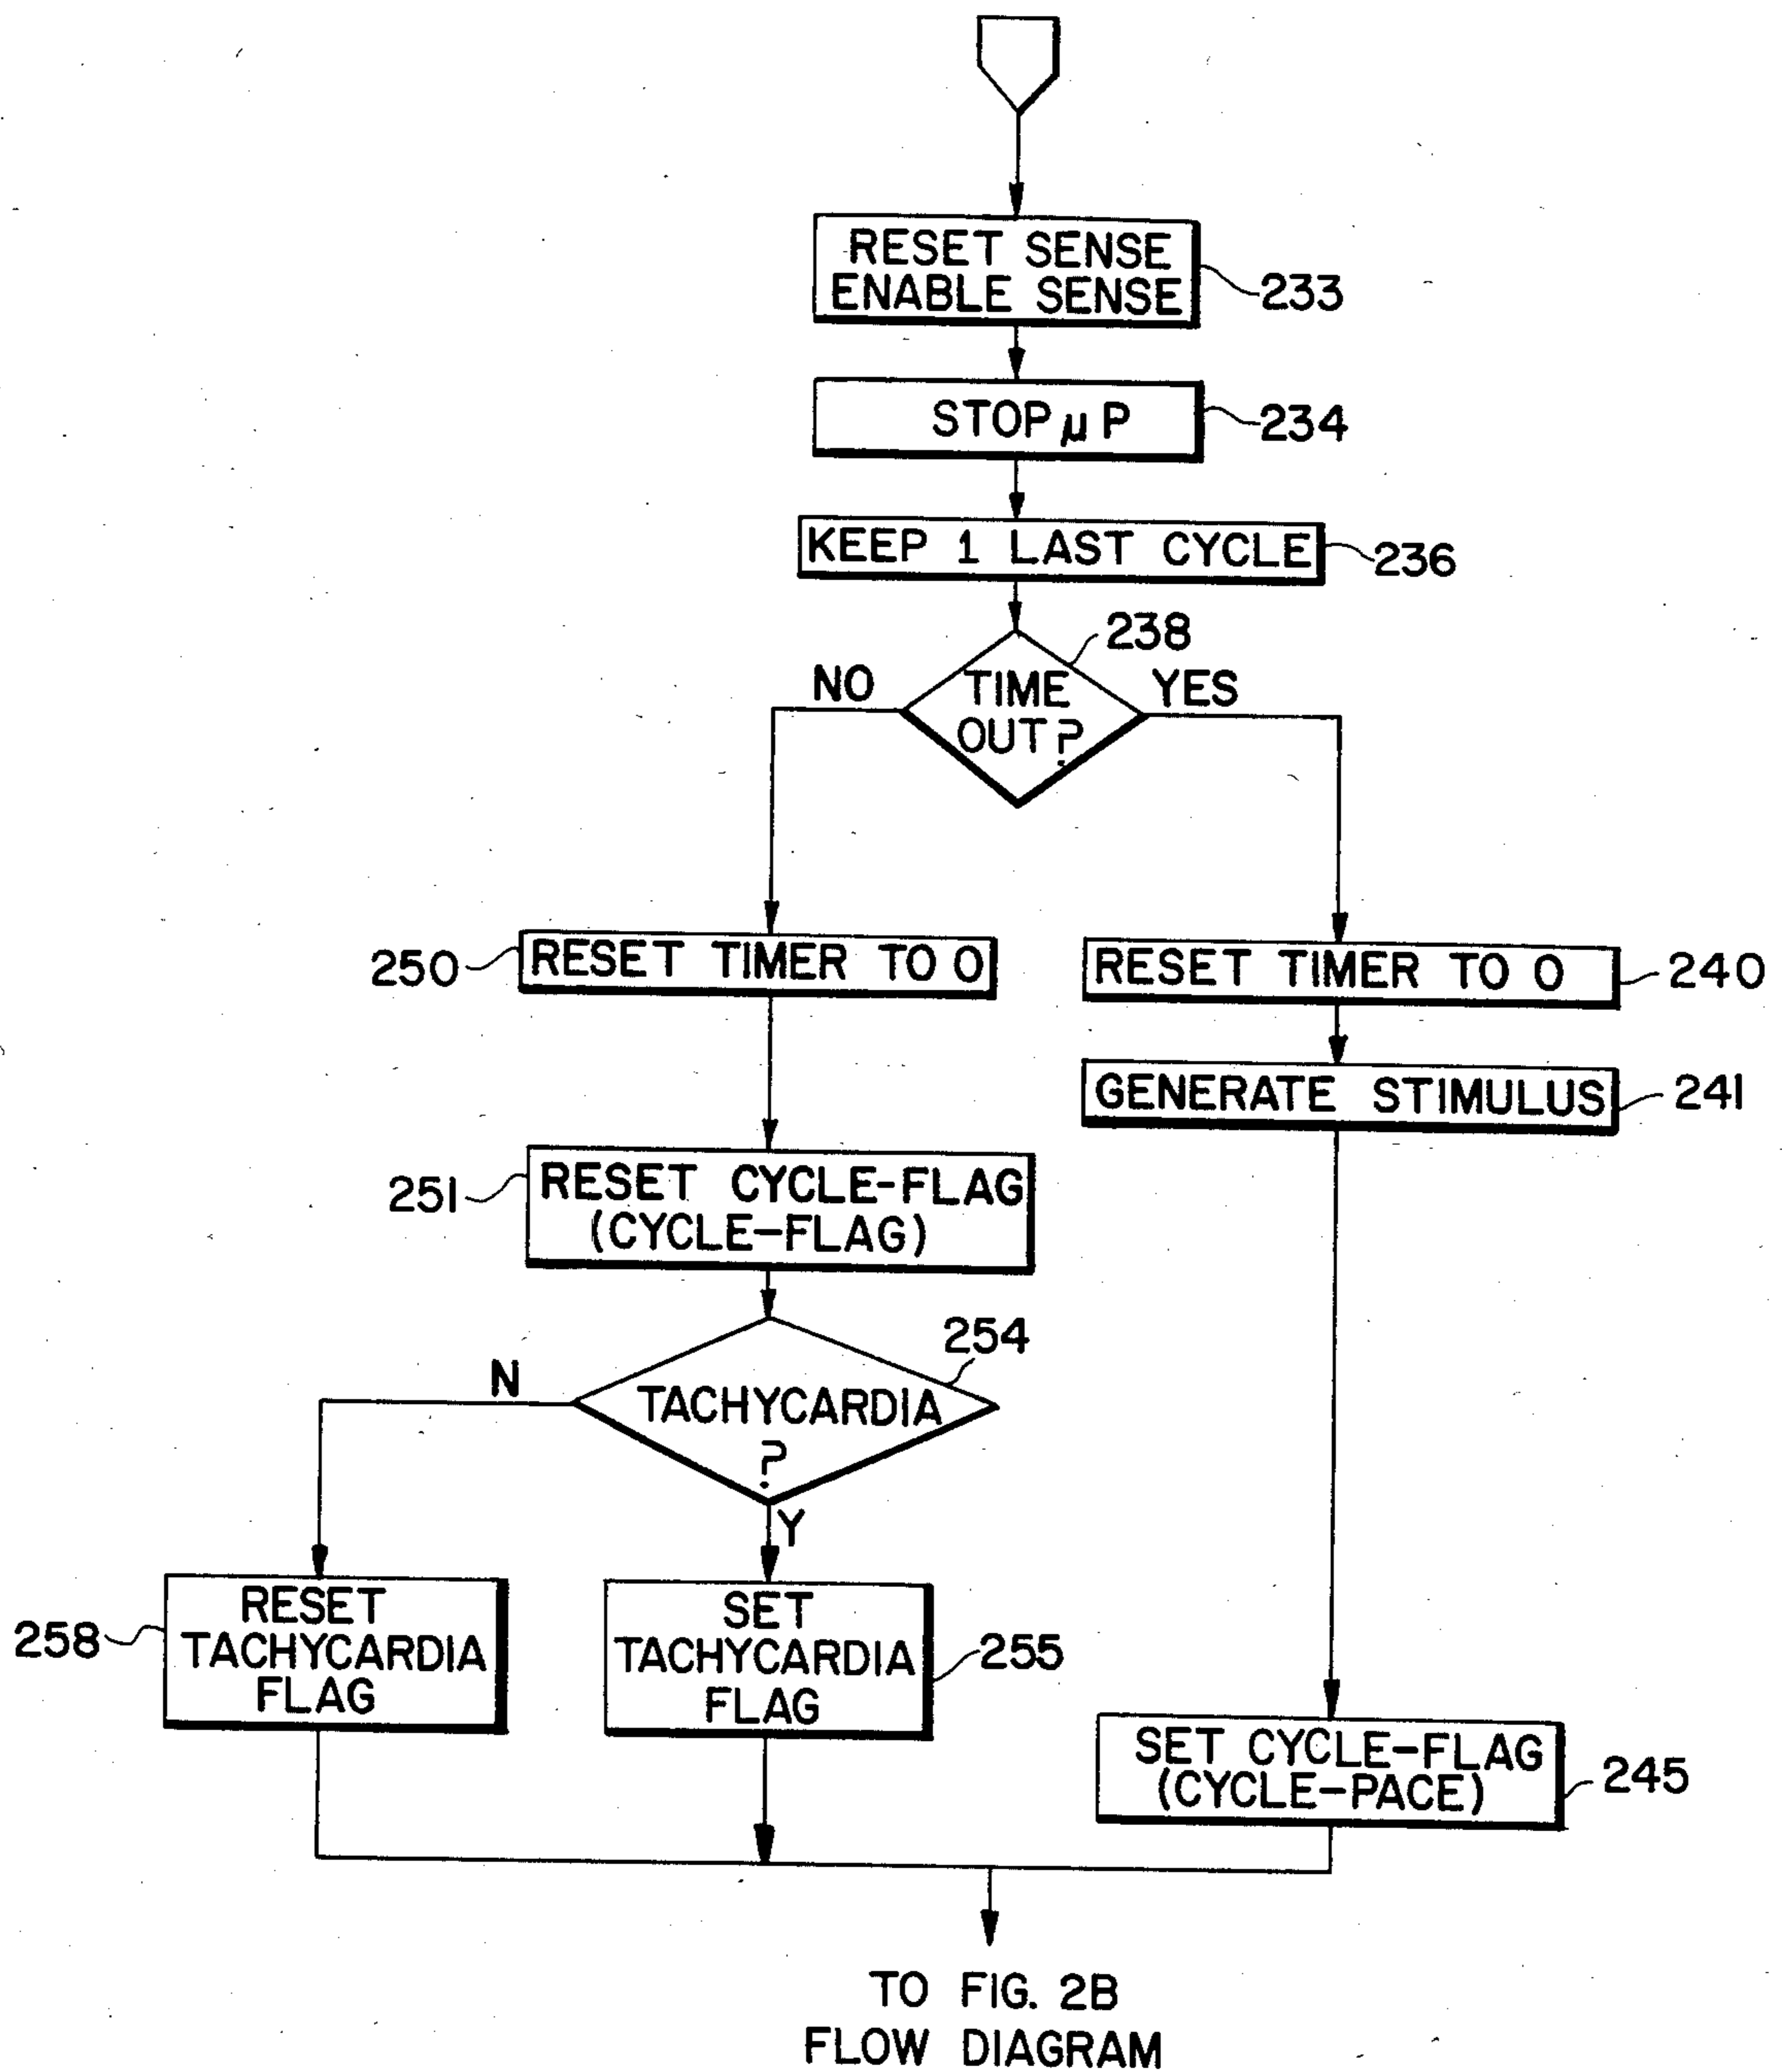 RESET SENSE
ENABLE SENSE
233
STOP µ P
234
KEEP 1 LAST CYCLE
236
238
NO
TIME
OUT?
YES
250
RESET TIMER TO 0
RESET TIMER TO 0
240
GENERATE STIMULUS
241
251
RESET CYCLE-FLAG
(CYCLE-FLAG)
254
N
TACHYCARDIA
?
Y
258
RESET
TACHYCARDIA
FLAG
SET
TACHYCARDIA
FLAG
255
SET CYCLE-FLAG
(CYCLE-PACE)
245
TO FIG. 2B
FLOW DIAGRAM